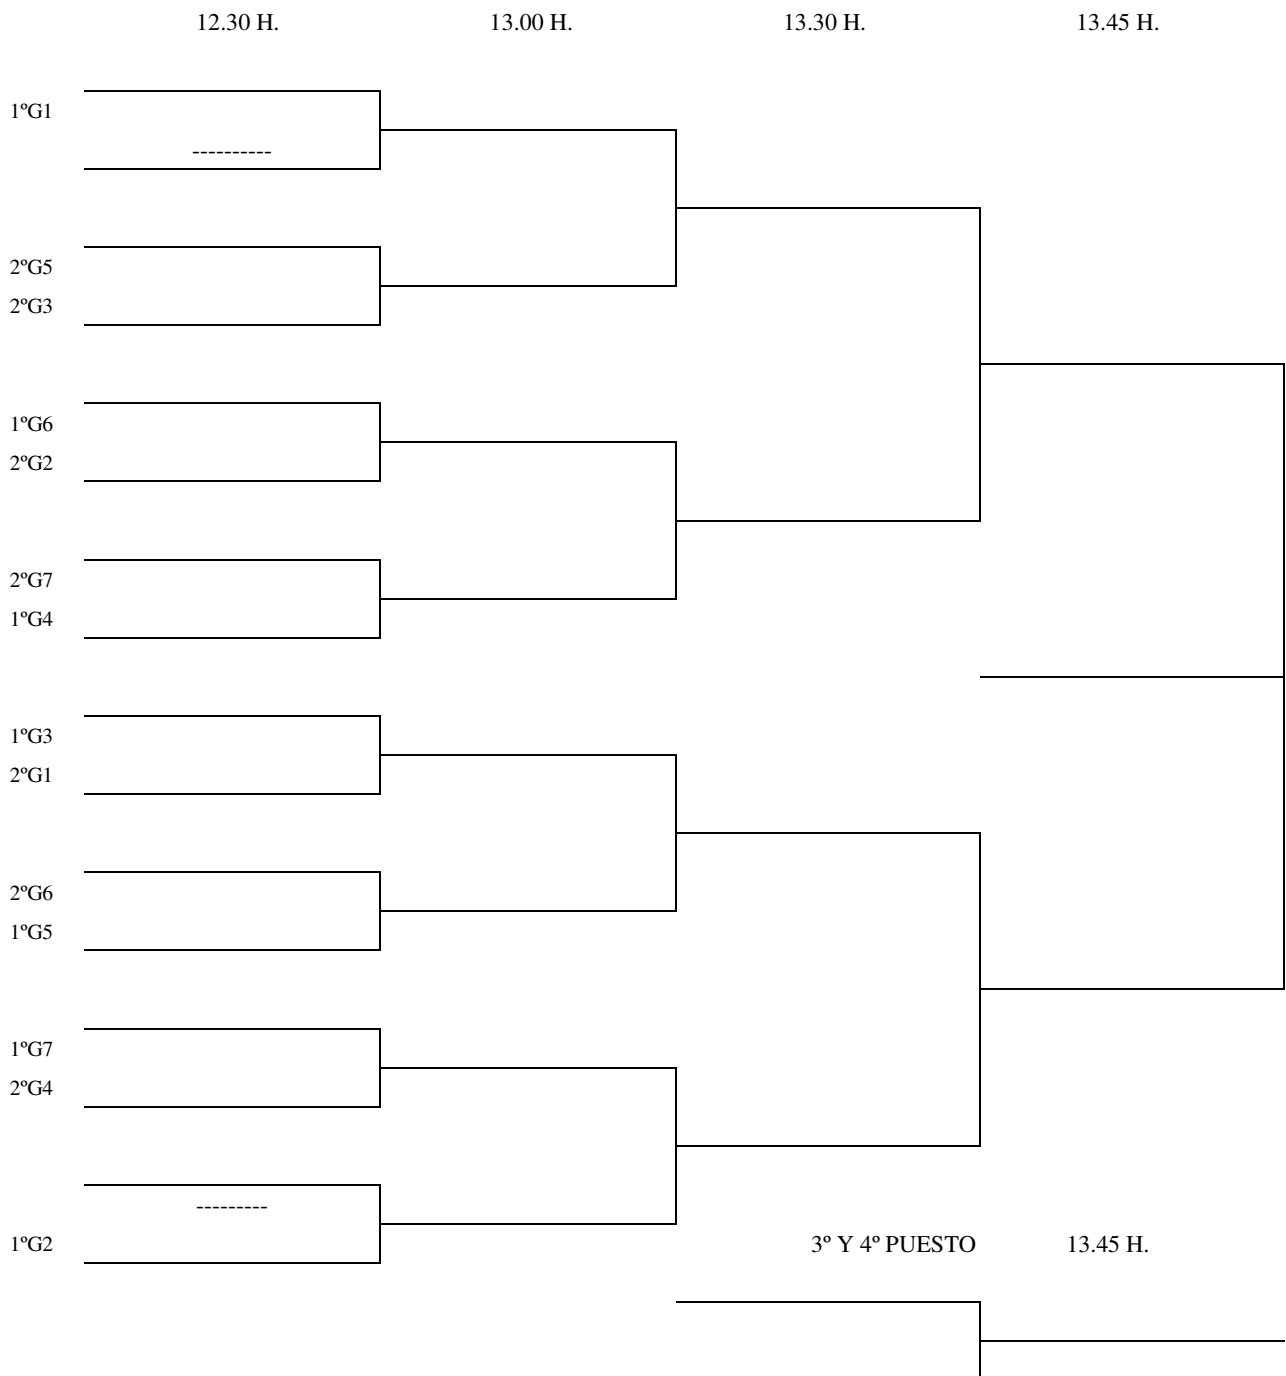 12.30 H. 13.00 H. 13.30 H. 13.45 H.
1ºG1
----------
2ºG5
2ºG3
1ºG6
2ºG2
2ºG7
1ºG4
1ºG3
2ºG1
2ºG6
1ºG5
1ºG7
2ºG4
---------
1ºG2
3º Y 4º PUESTO 13.45 H.